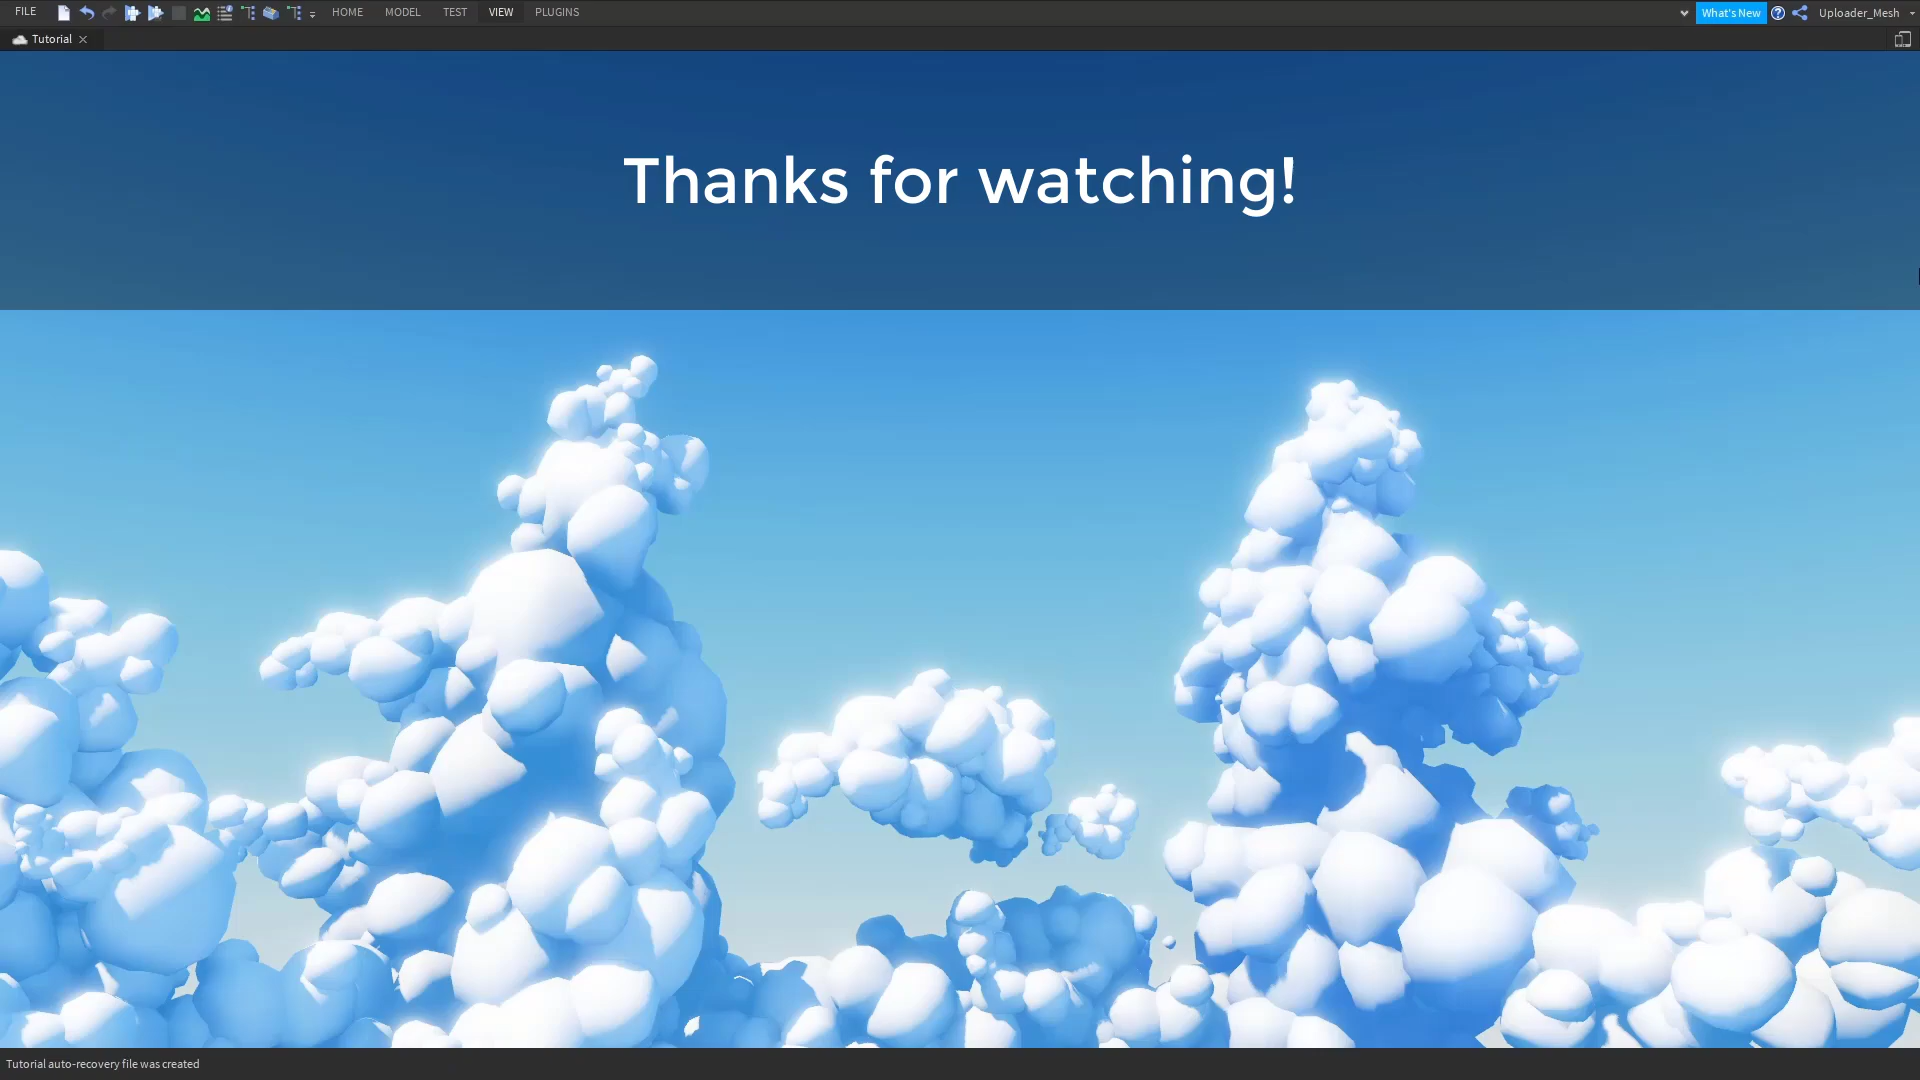 FILE HOME MODEL TEST VIEW PLUGINS What's New Uploader_Mesh
Tutorial
Thanks for watching!
Tutorial auto-recovery file was created